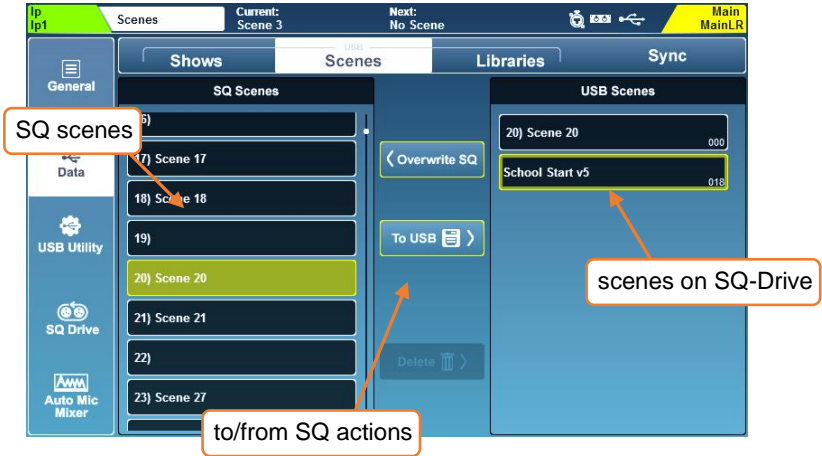 Ip
Ip1
Scenes
Current:
Scene 3
Next:
No Scene
Main
MainLR
General
Data
USB Utility
SQ Drive
Auto Mic
Mixer
Shows
USB
Scenes
Libraries
Sync
SQ Scenes
17) Scene 17
18) Scene 18
19)
20) Scene 20
21) Scene 21
22)
23) Scene 27
Overwrite SQ
To USB
Delete
USB Scenes
20) Scene 20
000
School Start v5
018
SQ scenes
to/from SQ actions
scenes on SQ-Drive